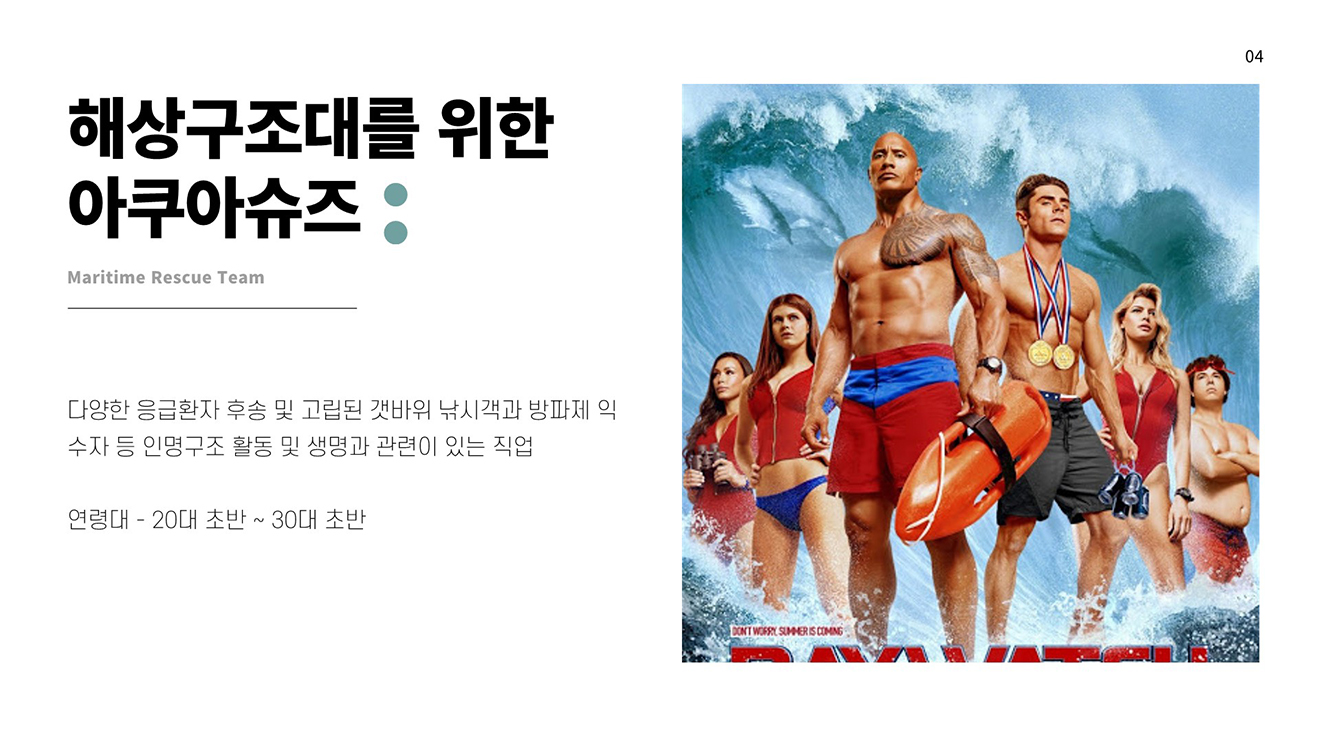 04
해상구조대를 위한
아쿠아슈즈 :
Maritime Rescue Team
다양한 응급환자 후송 및 고립된 갯바위 낚시객과 방파제 익
수자 등 인명구조 활동 및 생명과 관련이 있는 직업
연령대 - 20대 초반 ~ 30대 초반
DON'T WORRY, SUMMER IS COMING
BAYWATCH